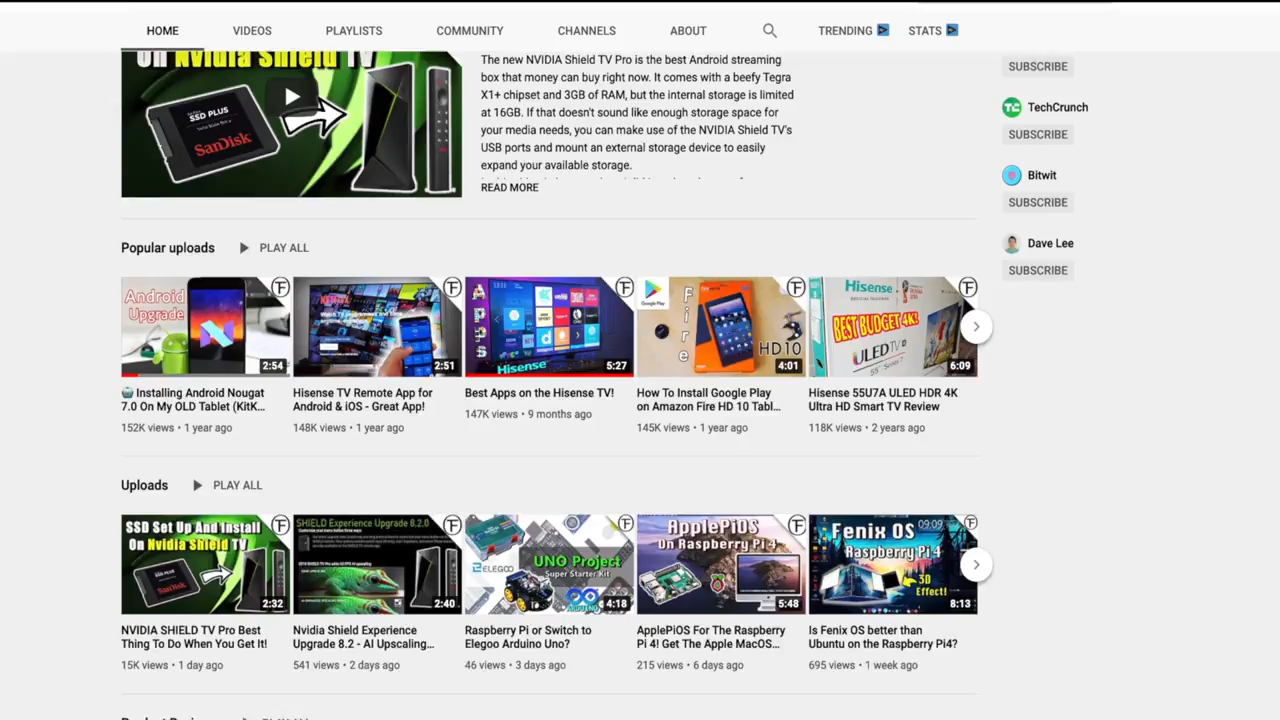 HOME VIDEOS PLAYLISTS COMMUNITY CHANNELS ABOUT TRENDING STATS
On Nvidia Shield TV
SSD PLUS
SanDisk
The new NVIDIA Shield TV Pro is the best Android streaming
box that money can buy right now. It comes with a beefy Tegra
X1+ chipset and 3GB of RAM, but the internal storage is limited
at 16GB. If that doesn't sound like enough storage space for
your media needs, you can make use of the NVIDIA Shield TV's
USB ports and mount an external storage device to easily
expand your available storage.
READ MORE
SUBSCRIBE
TC TechCrunch
SUBSCRIBE
Bitwit
SUBSCRIBE
Dave Lee
SUBSCRIBE
Popular uploads PLAY ALL
Android
Upgrade
2:54
Installing Android Nougat
7.0 On My OLD Tablet (KitK...
152K views • 1 year ago
2:51
Hisense TV Remote App for
Android & iOS - Great App!
148K views • 1 year ago
APPS
Hisense
5:27
Best Apps on the Hisense TV!
147K views • 9 months ago
Google Play
Fire
HD 10
4:01
How To Install Google Play
on Amazon Fire HD 10 Tabl...
145K views • 1 year ago
Hisense
BEST BUDGET 4K!
ULED TV
6:09
Hisense 55U7A ULED HDR 4K
Ultra HD Smart TV Review
118K views • 2 years ago
Uploads PLAY ALL
SSD Set Up And Install
On Nvidia Shield TV
SSD PLUS
SanDisk
2:32
NVIDIA SHIELD TV Pro Best
Thing To Do When You Get It!
15K views • 1 day ago
SHIELD Experience Upgrade 8.2.0
2:40
Nvidia Shield Experience
Upgrade 8.2 - AI Upscaling...
541 views • 2 days ago
ELEGOO
UNO Project
Super Starter Kit
ARDUINO
4:18
Raspberry Pi or Switch to
Elegoo Arduino Uno?
46 views • 3 days ago
ApplePiOS
On Raspberry Pi 4
5:48
ApplePiOS For The Raspberry
Pi 4! Get The Apple MacOS...
215 views • 6 days ago
Fenix OS
09:09
Raspberry Pi 4
3D
Effect!
8:13
Is Fenix OS better than
Ubuntu on the Raspberry Pi4?
695 views • 1 week ago